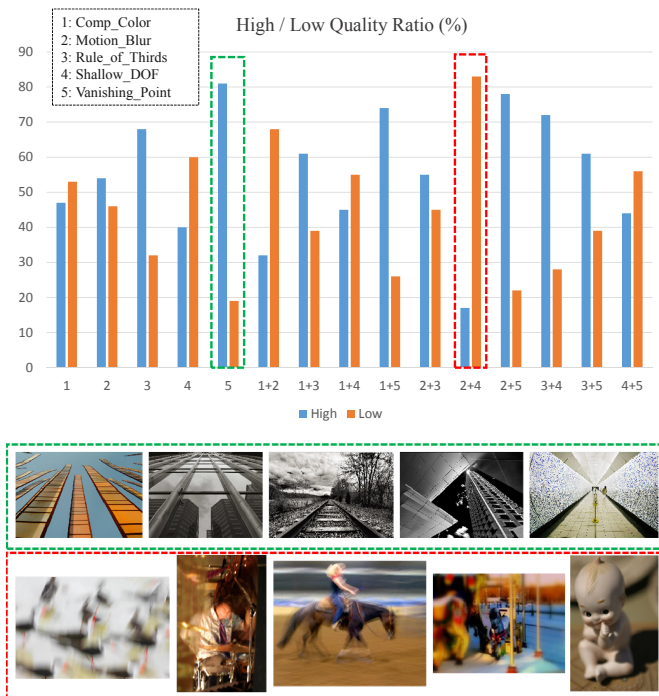 1: Comp_Color
2: Motion_Blur
3: Rule_of_Thirds
4: Shallow_DOF
5: Vanishing_Point
High / Low Quality Ratio (%)
90
80
70
60
50
40
30
20
10
0
1 2 3 4 5 1+2 1+3 1+4 1+5 2+3 2+4 2+5 3+4 3+5 4+5
High Low